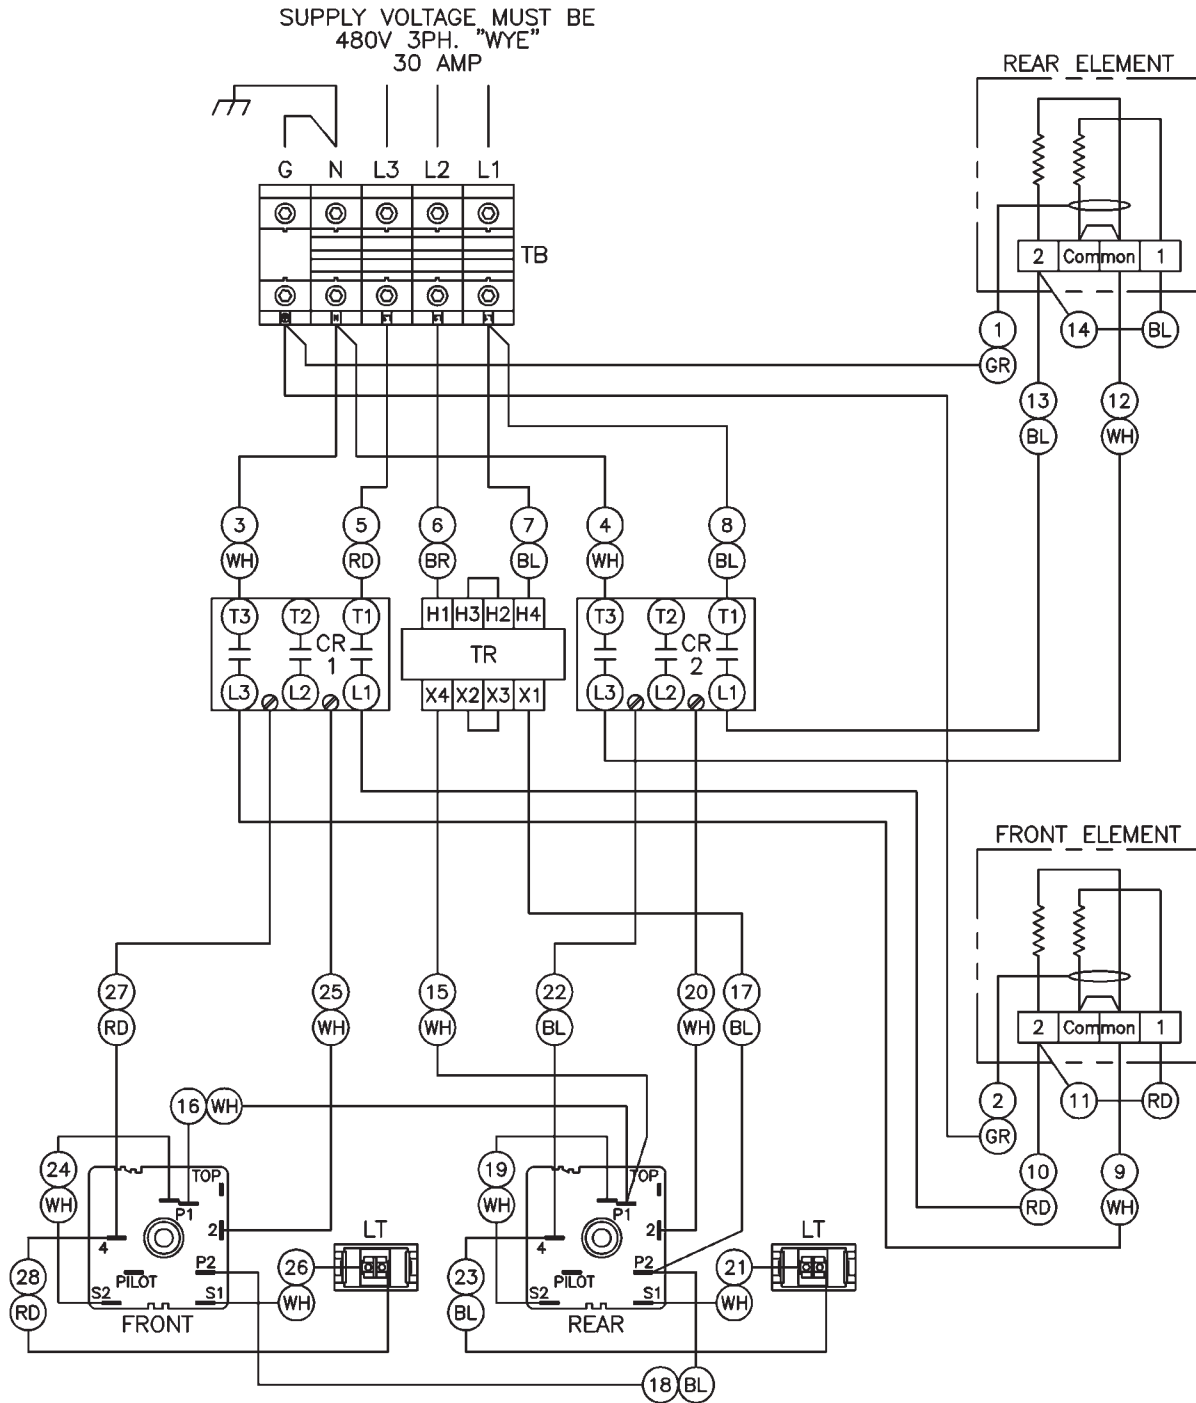 SUPPLY VOLTAGE MUST BE
480V 3PH. "WYE"
30 AMP
REAR ELEMENT
G N L3 L2 L1
TB
2 Common 1
1 14 BL
GR
13 12
BL WH
3 5 6 7 4 8
WH RD BR BL WH BL
T3 T2 T1 H1 H3 H2 H4 T3 T2 T1
CR
1
TR
CR
2
L3 L2 L1 X4 X2 X3 X1 L3 L2 L1
FRONT ELEMENT
27 25 15 22 20 17
RD WH WH BL WH BL
2 Common 1
2 11 RD
GR
16 WH
24
WH
19
WH
10 9
RD WH
TOP
P1
2
4
P2
PILOT
S2 S1
FRONT
28
RD
26
WH
LT
TOP
P1
2
4
P2
PILOT
S2 S1
REAR
23
BL
21
WH
LT
18 BL